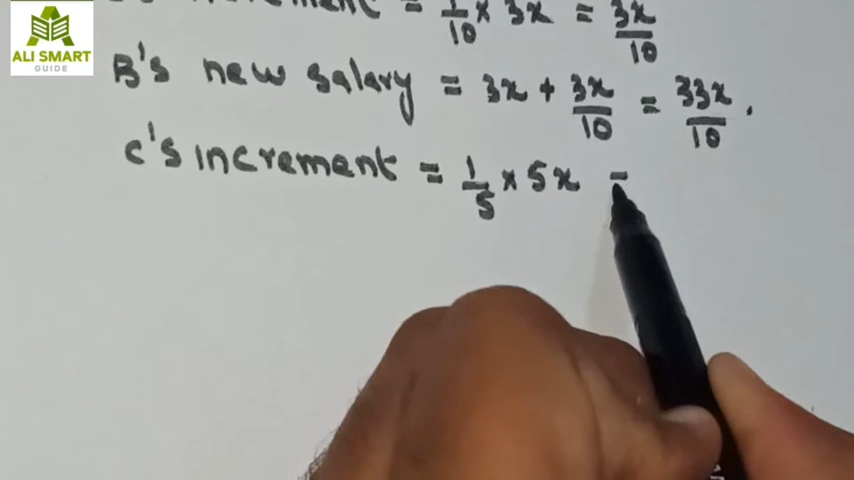 ALI SMART
GUIDE
increment = 1/10 × 3x = 3x/10
B's new salary = 3x + 3x/10 = 33x/10.
c's increment = 1/5 × 5x =